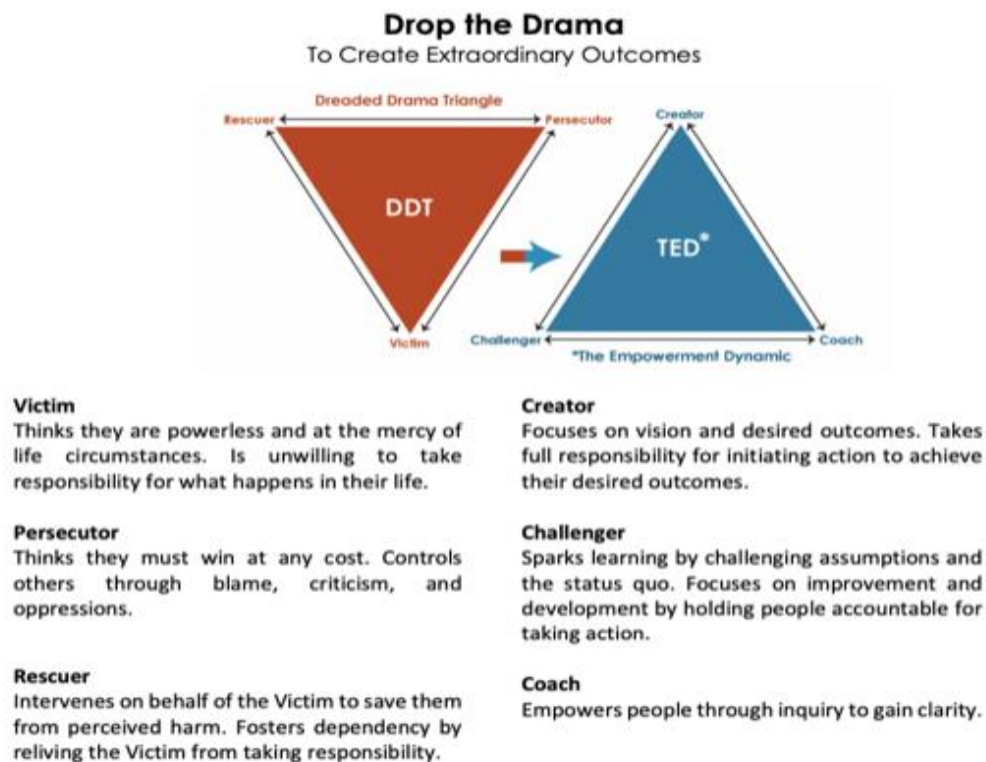 Drop the Drama
To Create Extraordinary Outcomes
Dreaded Drama Triangle
Rescuer
Persecutor
DDT
Victim
Creator
TED*
Challenger
Coach
*The Empowerment Dynamic
Victim
Thinks they are powerless and at the mercy of
life circumstances. Is unwilling to take
responsibility for what happens in their life.
Persecutor
Thinks they must win at any cost. Controls
others through blame, criticism, and
oppressions.
Rescuer
Intervenes on behalf of the Victim to save them
from perceived harm. Fosters dependency by
reliving the Victim from taking responsibility.
Creator
Focuses on vision and desired outcomes. Takes
full responsibility for initiating action to achieve
their desired outcomes.
Challenger
Sparks learning by challenging assumptions and
the status quo. Focuses on improvement and
development by holding people accountable for
taking action.
Coach
Empowers people through inquiry to gain clarity.